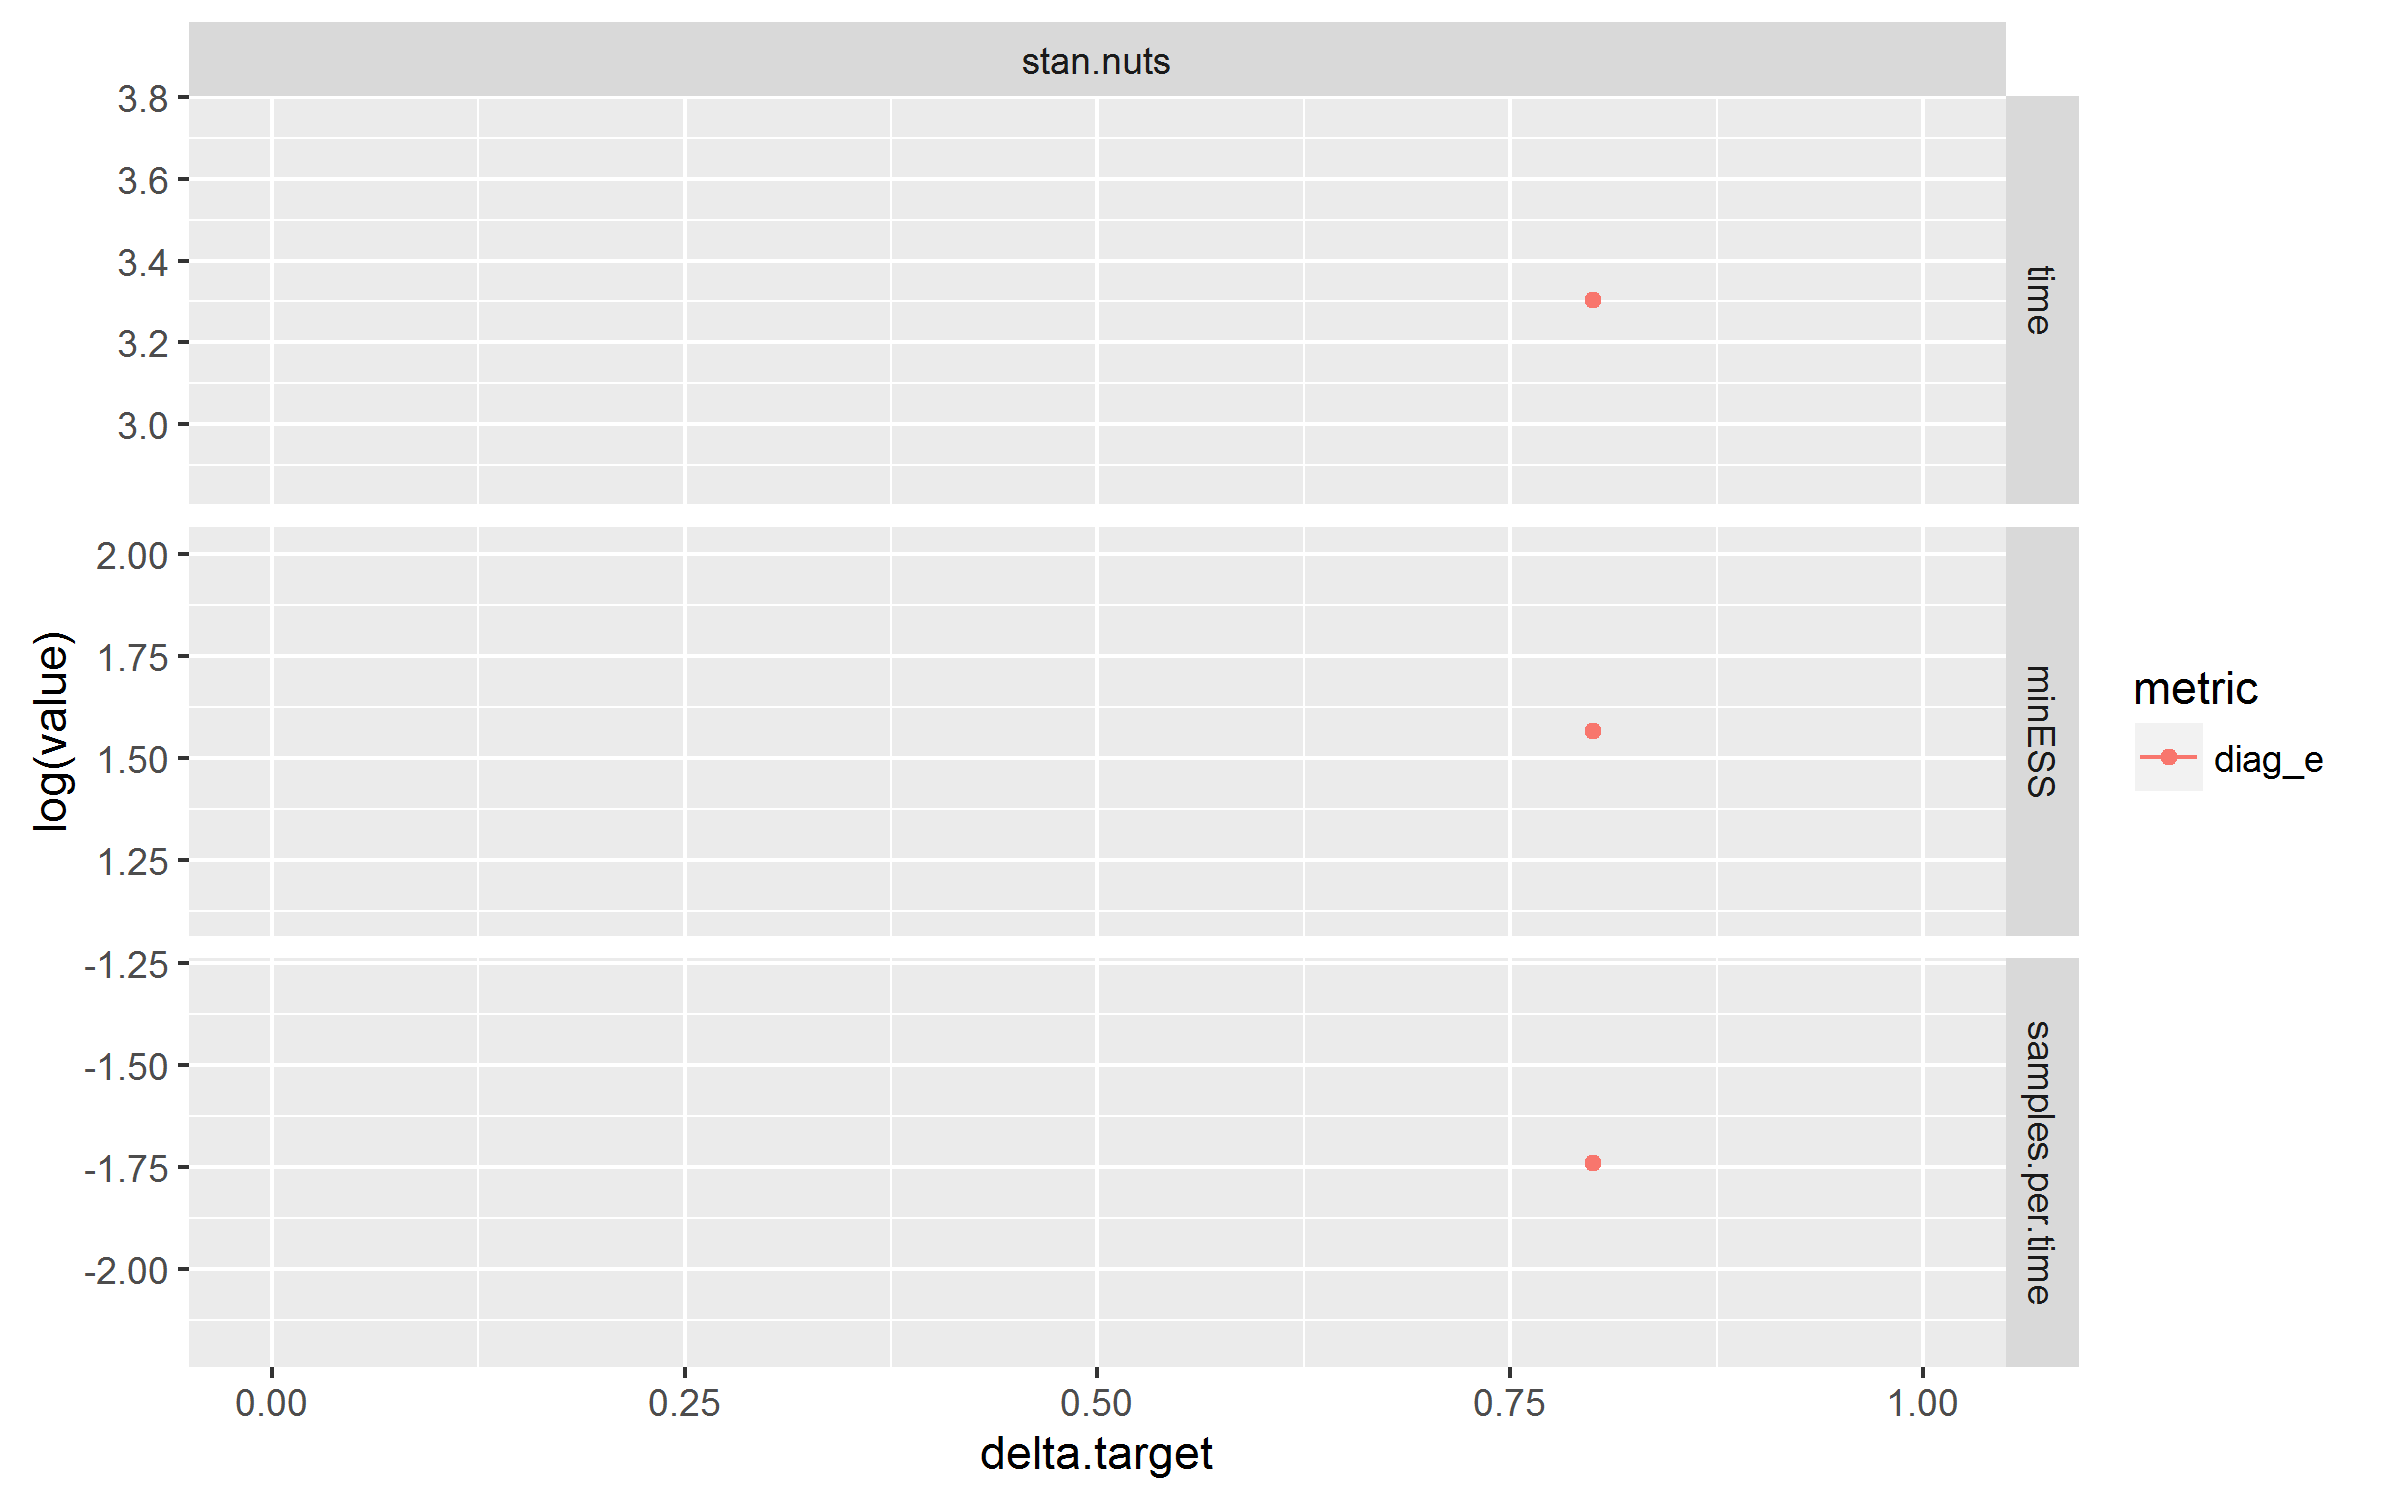 stan.nuts
3.8
3.6
3.4
3.2
3.0
time
2.00
1.75
1.50
1.25
minESS
-1.25
-1.50
-1.75
-2.00
samples.per.time
log(value)
0.00 0.25 0.50 0.75 1.00
delta.target
metric
diag_e